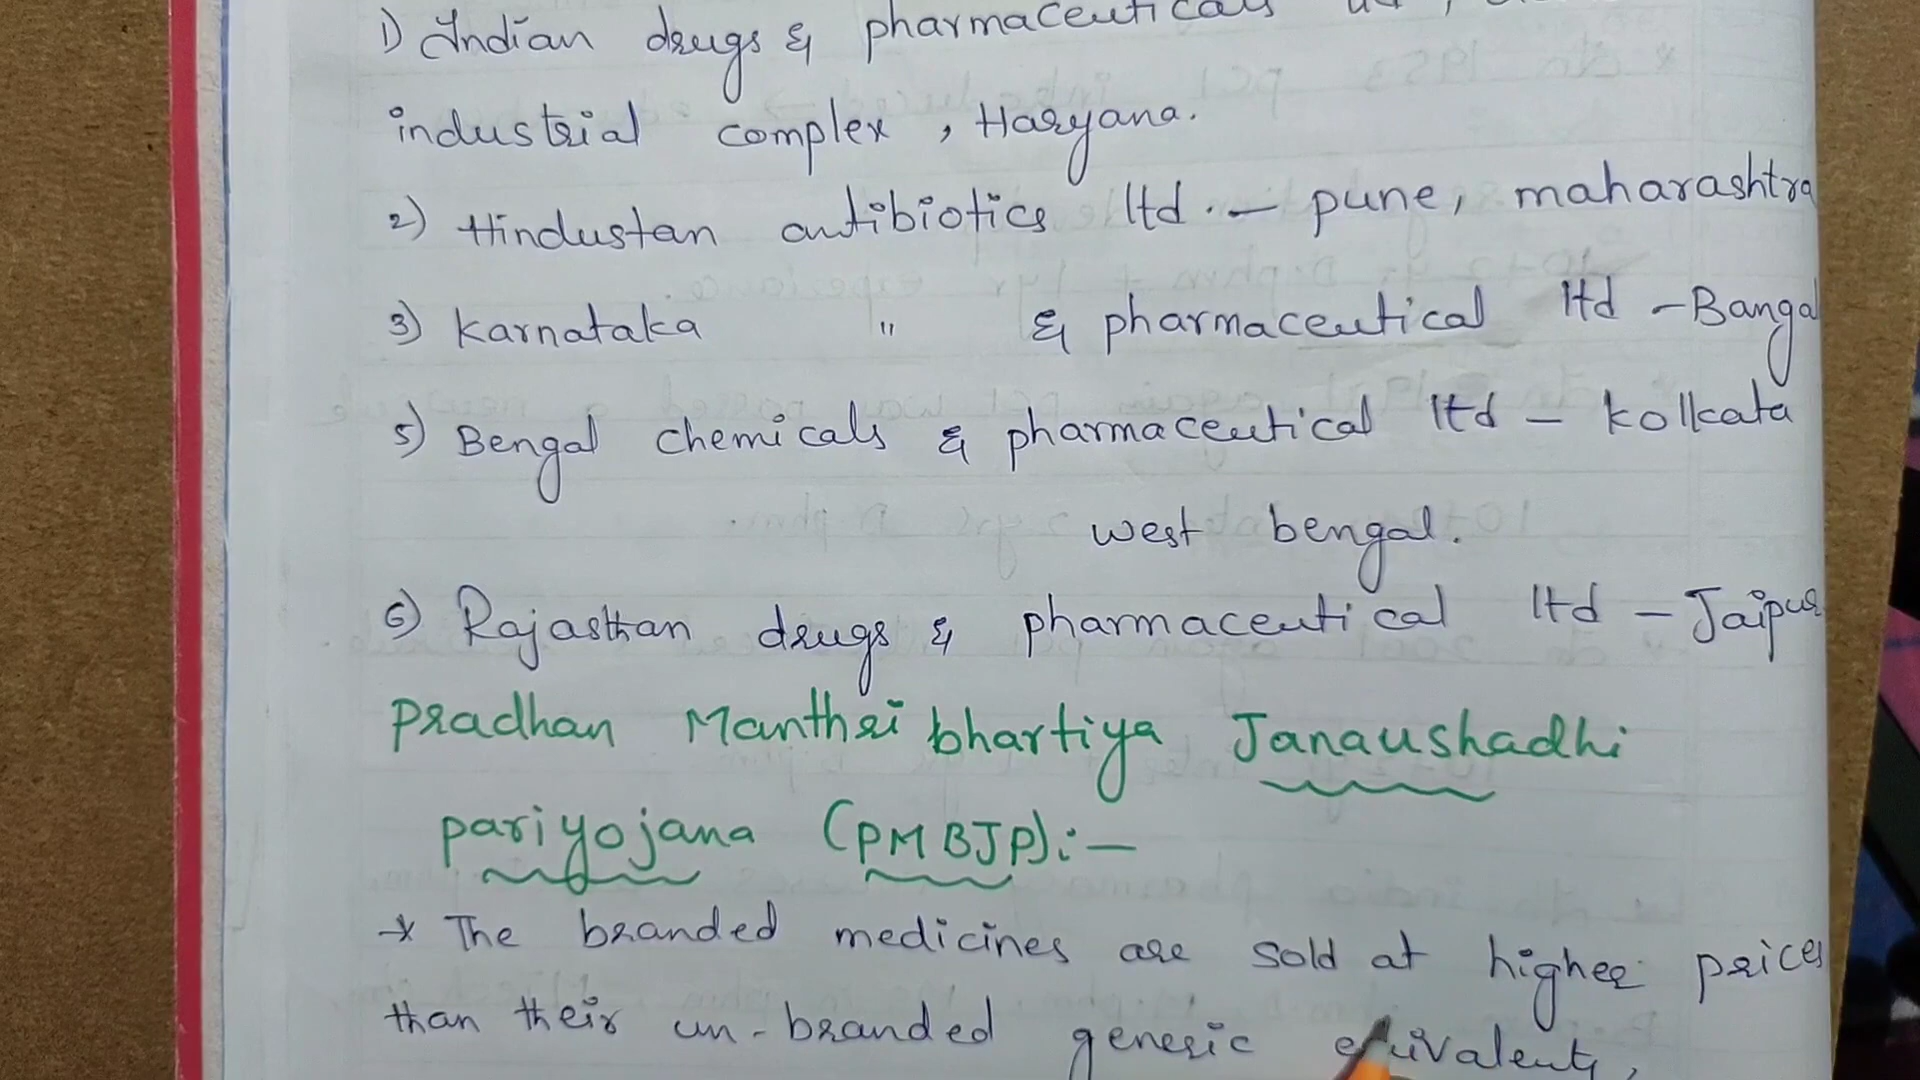 1) Indian drugs & pharmaceuticals
industrial complex, Haryana.
2) Hindustan antibiotics ltd. - pune, maharashtra
3) Karnataka " & pharmaceutical ltd - Bangal
5) Bengal chemicals & pharmaceutical ltd - kolkata
west bengal.
6) Rajasthan drugs & pharmaceutical ltd - Jaipur
Pradhan Manthri bhartiya Janaushadhi
pariyojana (PMBJP):-
* The branded medicines are sold at higher prices
than their un-branded generic equivalents,